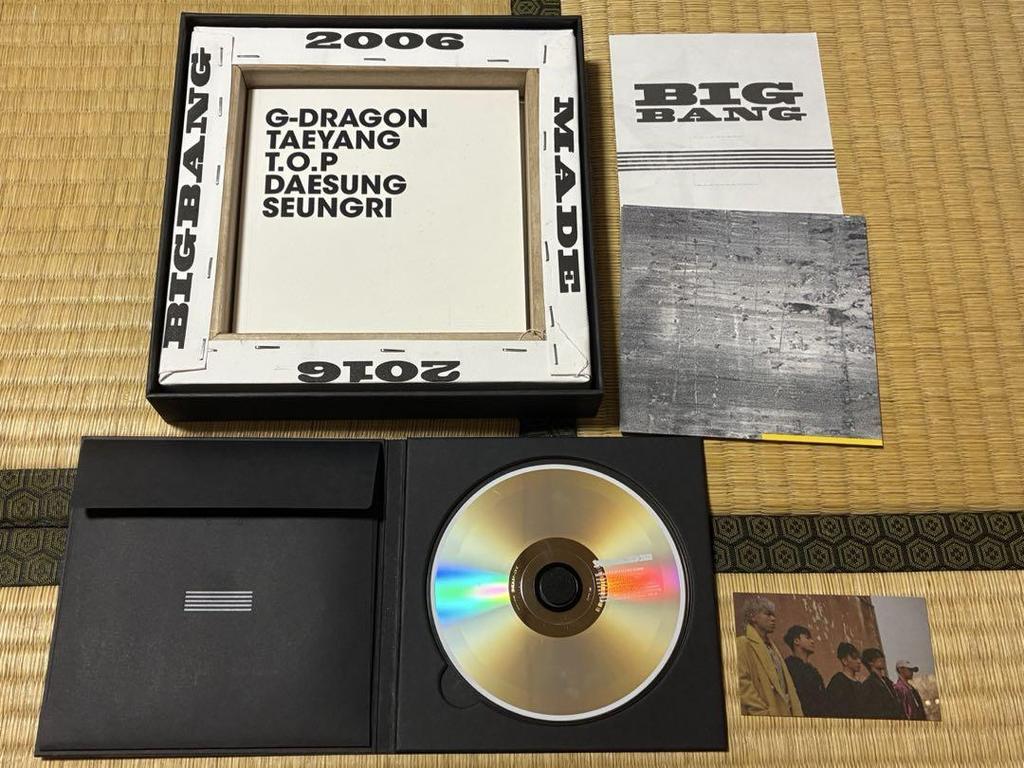 2006
BIGBANG
MADE
2016
G-DRAGON
TAEYANG
T.O.P
DAESUNG
SEUNGRI
BIG
BANG